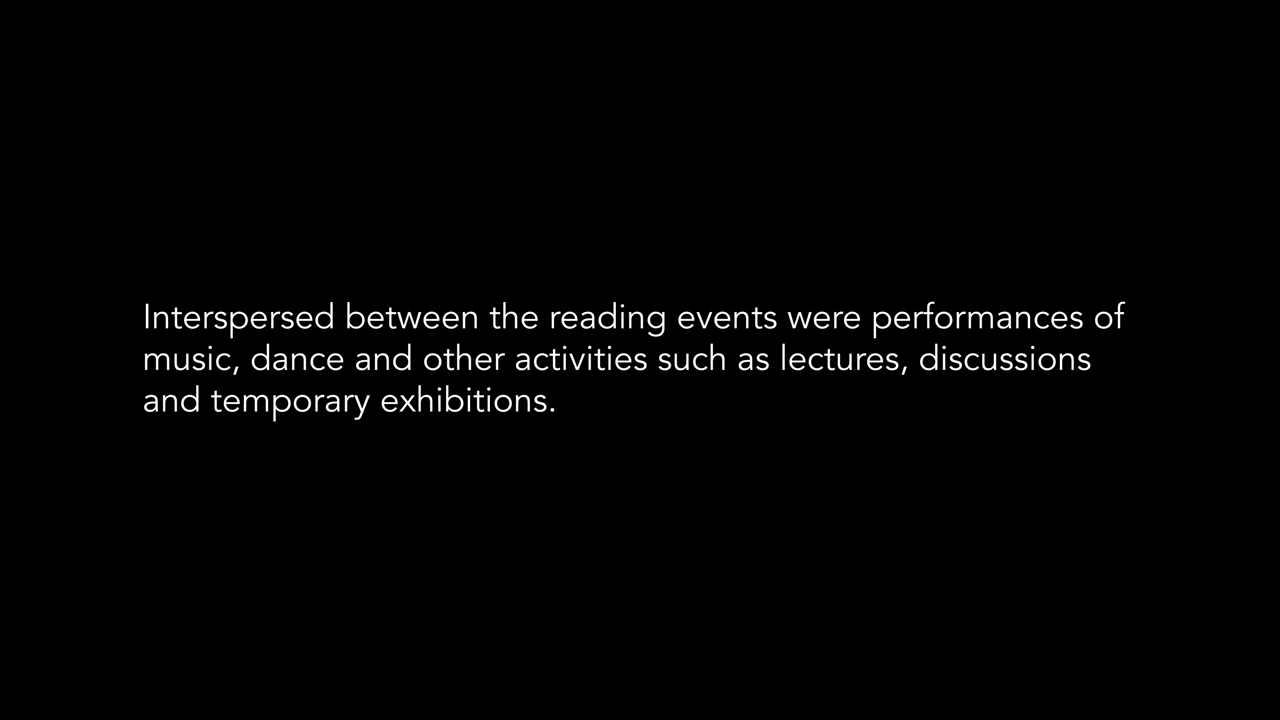 Interspersed between the reading events were performances of
music, dance and other activities such as lectures, discussions
and temporary exhibitions.